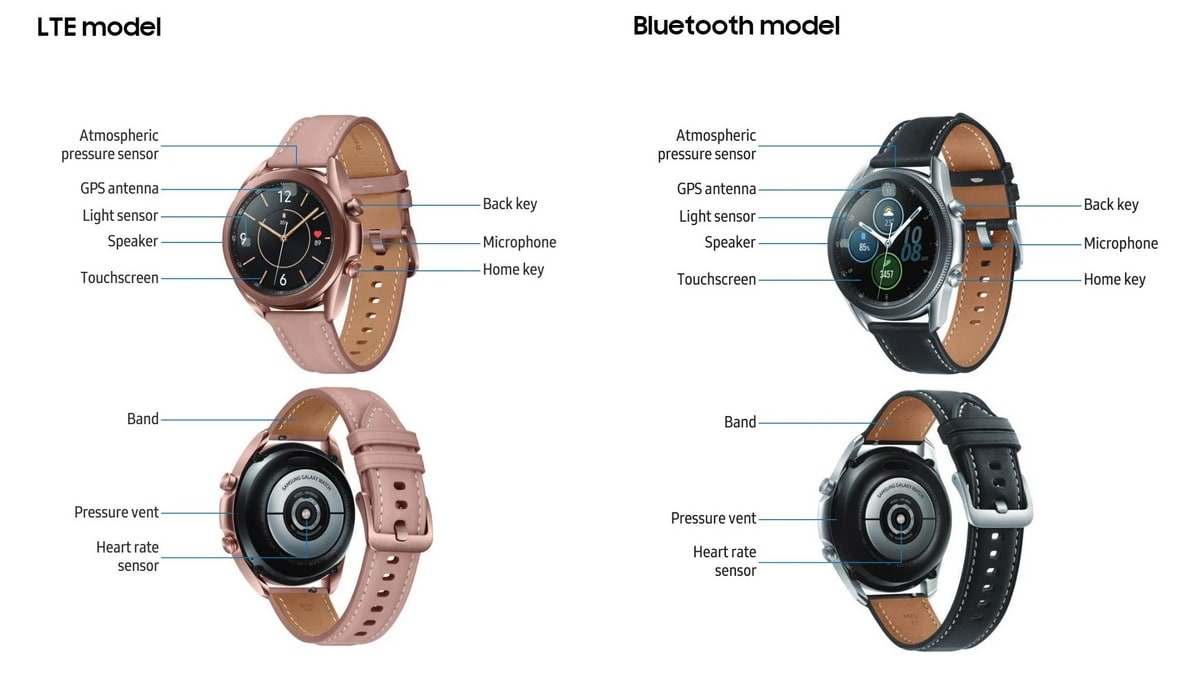 LTE model
Atmospheric
pressure sensor
GPS antenna
Light sensor
Speaker
Touchscreen
Back key
Microphone
Home key
12
9
6
89
Band
Pressure vent
Heart rate
sensor
SAMSUNG GALAXY WATCH
Bluetooth model
Atmospheric
pressure sensor
GPS antenna
Light sensor
Speaker
Touchscreen
Back key
Microphone
Home key
12
23°
85%
10
08
3457
Band
Pressure vent
Heart rate
sensor
SAMSUNG GALAXY WATCH